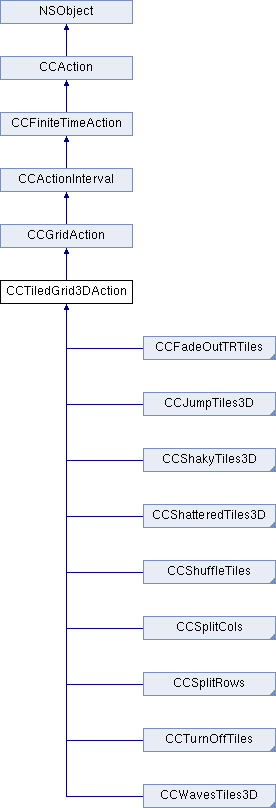 NSObject
CCAction
CCFiniteTimeAction
CCActionInterval
CCGridAction
CCTiledGrid3DAction
CCFadeOutTRTiles
CCJumpTiles3D
CCShakyTiles3D
CCShatteredTiles3D
CCShuffleTiles
CCSplitCols
CCSplitRows
CCTurnOffTiles
CCWavesTiles3D